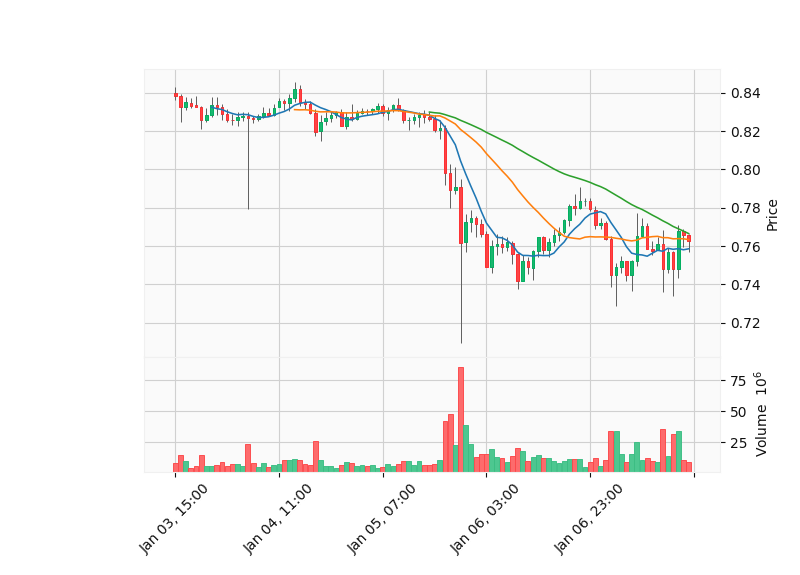 0.84
0.82
0.80
0.78
0.76
0.74
0.72
Price
75
50
25
Volume 10^6
Jan 03, 15:00
Jan 04, 11:00
Jan 05, 07:00
Jan 06, 03:00
Jan 06, 23:00